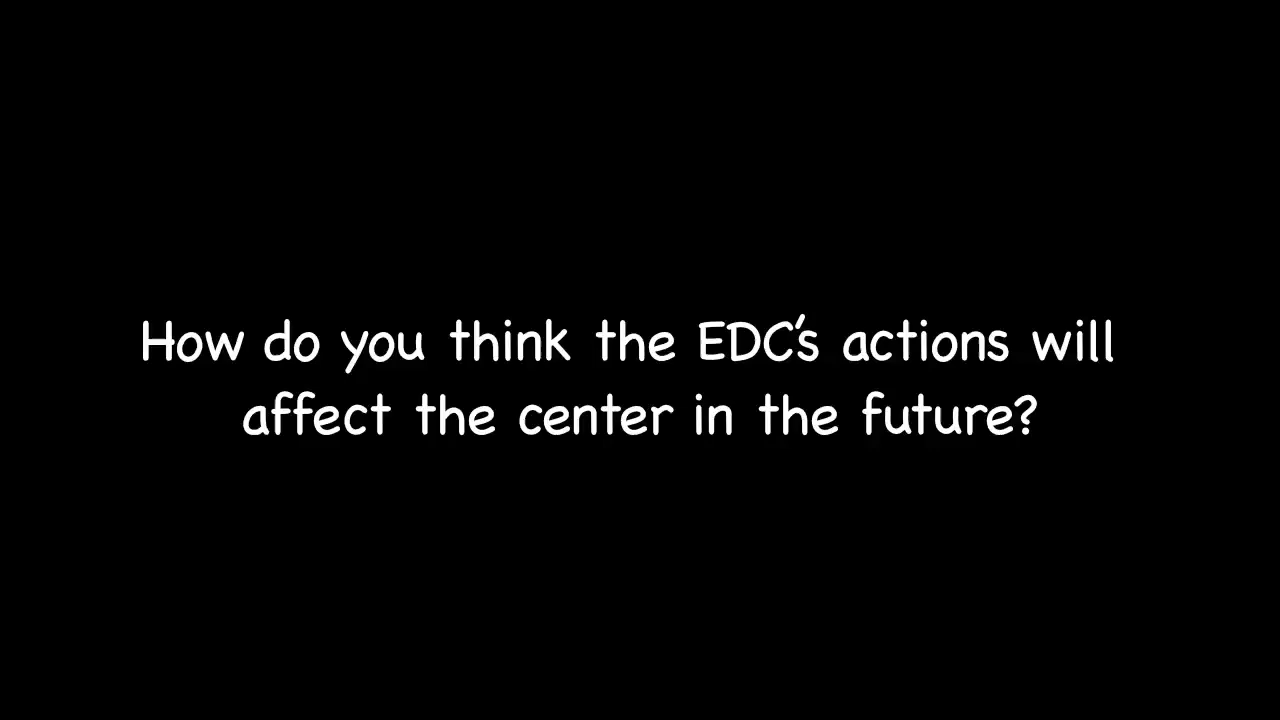 How do you think the EDC's actions will
affect the center in the future?